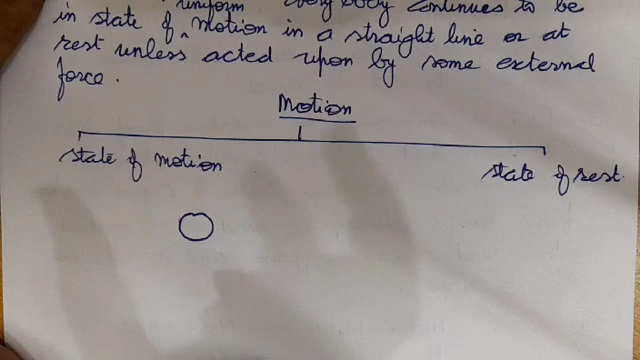 uniform every body continues to be
in state of ^ motion in a straight line or at
rest unless acted upon by some external
force.
Motion
state of motion
state of rest.